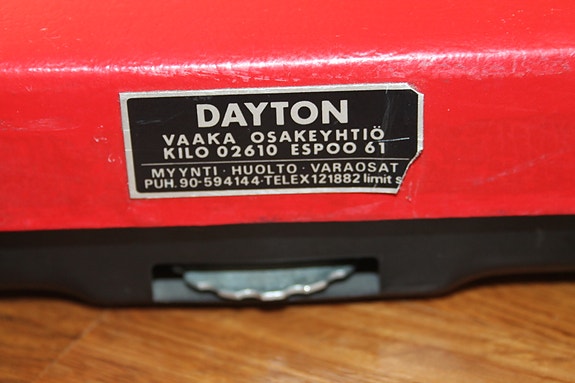 DAYTON
VAAKA OSAKEYHTIÖ
KILO 02610 ESPOO 61
MYYNTI · HUOLTO · VARAOSAT
PUH. 90-594144·TELEX 121882 limit s